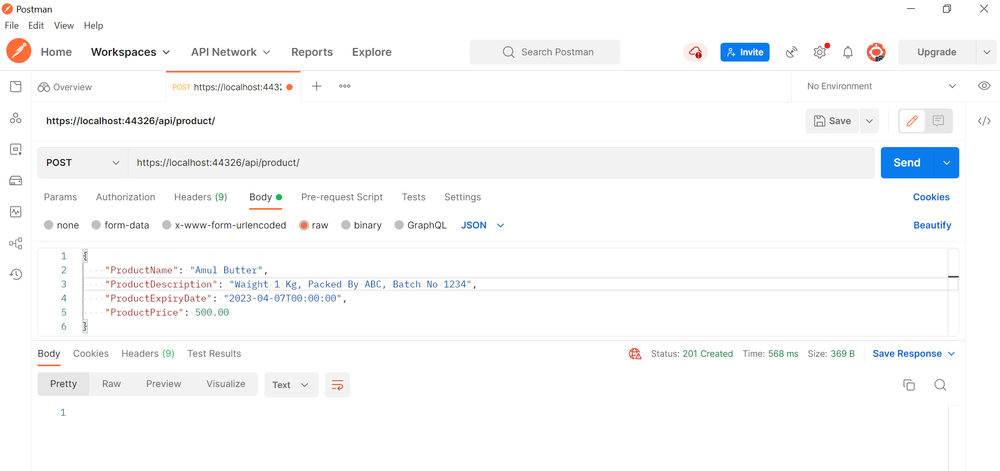 Postman
File Edit View Help
Home Workspaces API Network Reports Explore Search Postman Invite Upgrade
Overview POST https://localhost:4432 No Environment
https://localhost:44326/api/product/ Save
POST https://localhost:44326/api/product/ Send
Params Authorization Headers (9) Body Pre-request Script Tests Settings Cookies
none form-data x-www-form-urlencoded raw binary GraphQL JSON Beautify
1 {
2 "ProductName": "Amul Butter",
3 "ProductDescription": "Waight 1 Kg, Packed By ABC, Batch No 1234",
4 "ProductExpiryDate": "2023-04-07T00:00:00",
5 "ProductPrice": 500.00
6 }
Body Cookies Headers (9) Test Results Status: 201 Created Time: 568 ms Size: 369 B Save Response
Pretty Raw Preview Visualize Text
1